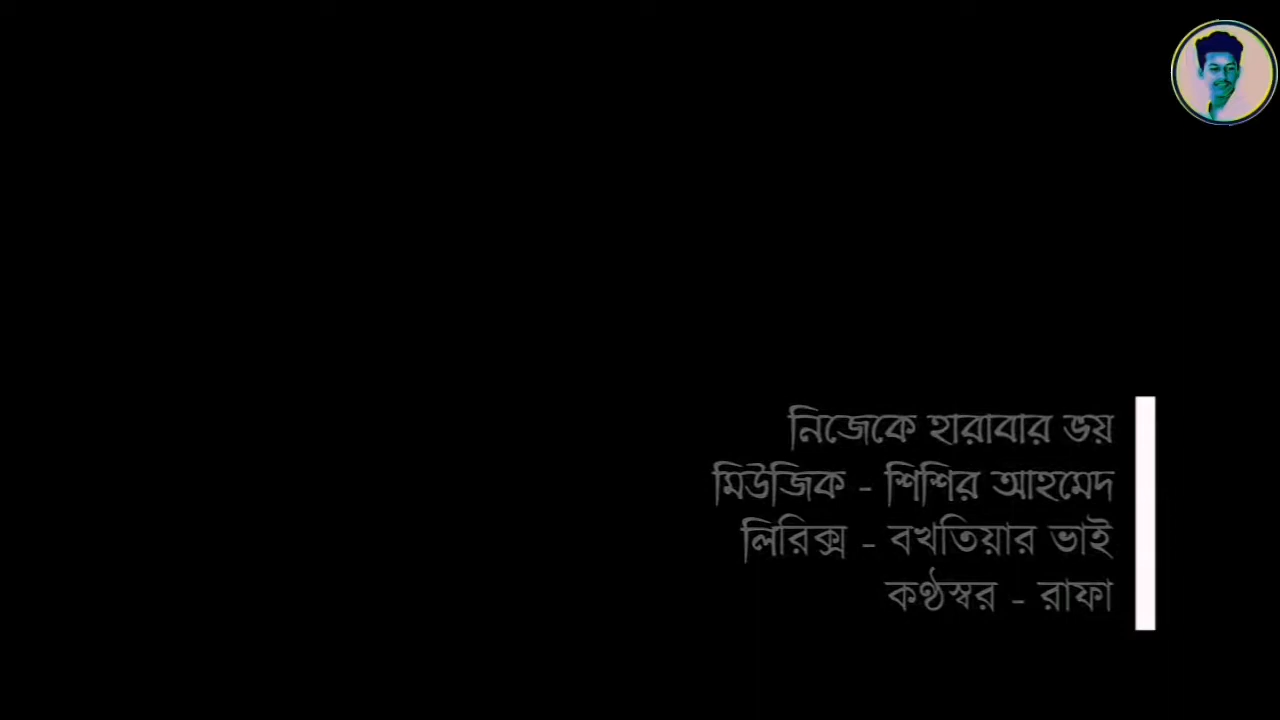 নিজেকে হারাবার ভয়
মিউজিক - শিশির আহমেদ
লিরিক্স - বখতিয়ার ভাই
কণ্ঠস্বর - রাফা